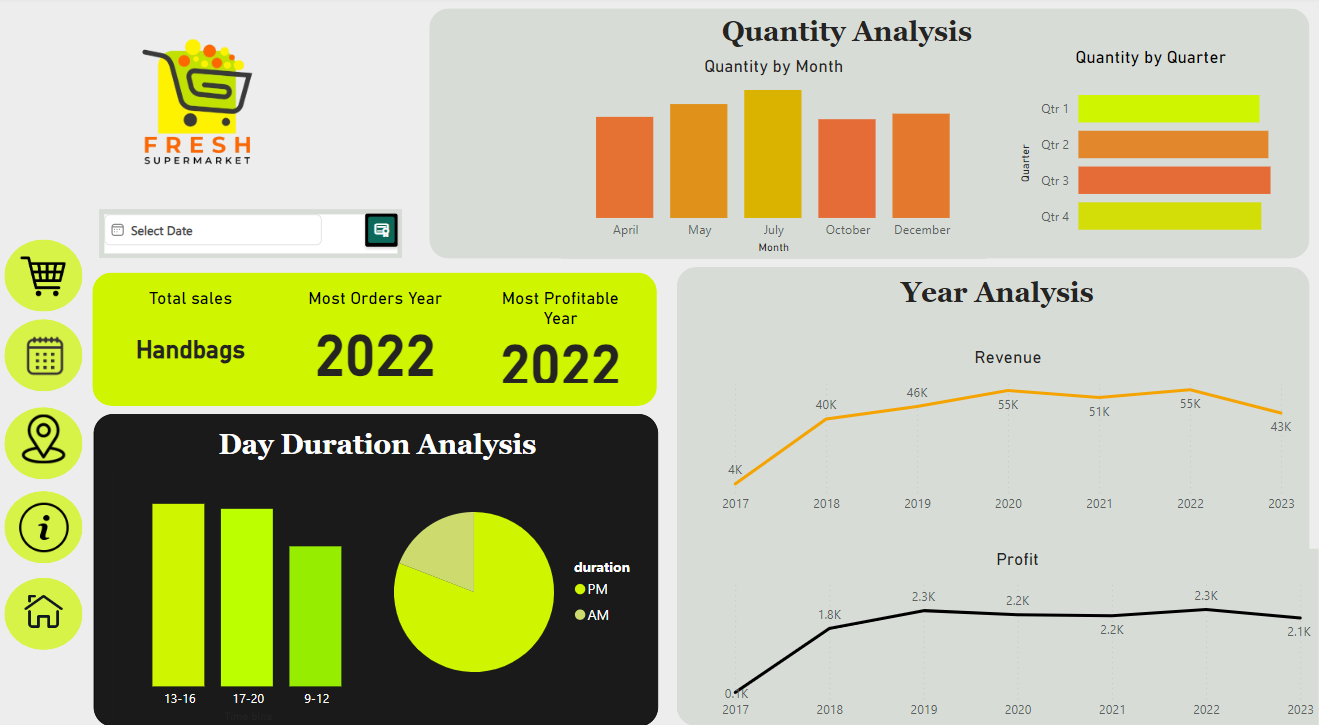 FRESH
SUPERMARKET
Select Date
Quantity Analysis
Quantity by Month
April May July October December
Month
Quantity by Quarter
Quarter
Qtr 1
Qtr 2
Qtr 3
Qtr 4
Total sales
Handbags
Most Orders Year
2022
Most Profitable
Year
2022
Day Duration Analysis
13-16 17-20 9-12
duration
PM
AM
Year Analysis
Revenue
4K 40K 46K 55K 51K 55K 43K
2017 2018 2019 2020 2021 2022 2023
Profit
0.1K 1.8K 2.3K 2.2K 2.2K 2.3K 2.1K
2017 2018 2019 2020 2021 2022 2023